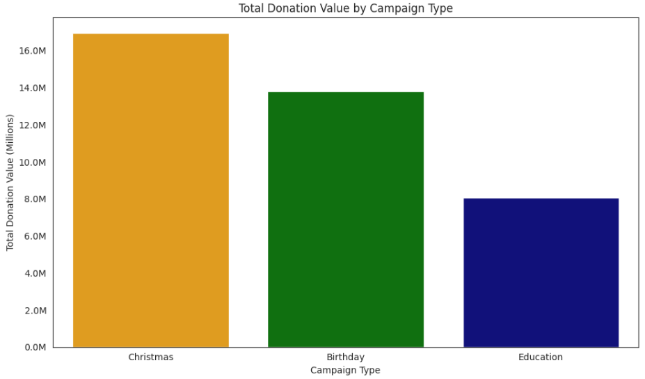 Total Donation Value by Campaign Type
Total Donation Value (Millions)
16.0M
14.0M
12.0M
10.0M
8.0M
6.0M
4.0M
2.0M
0.0M
Christmas Birthday Education
Campaign Type